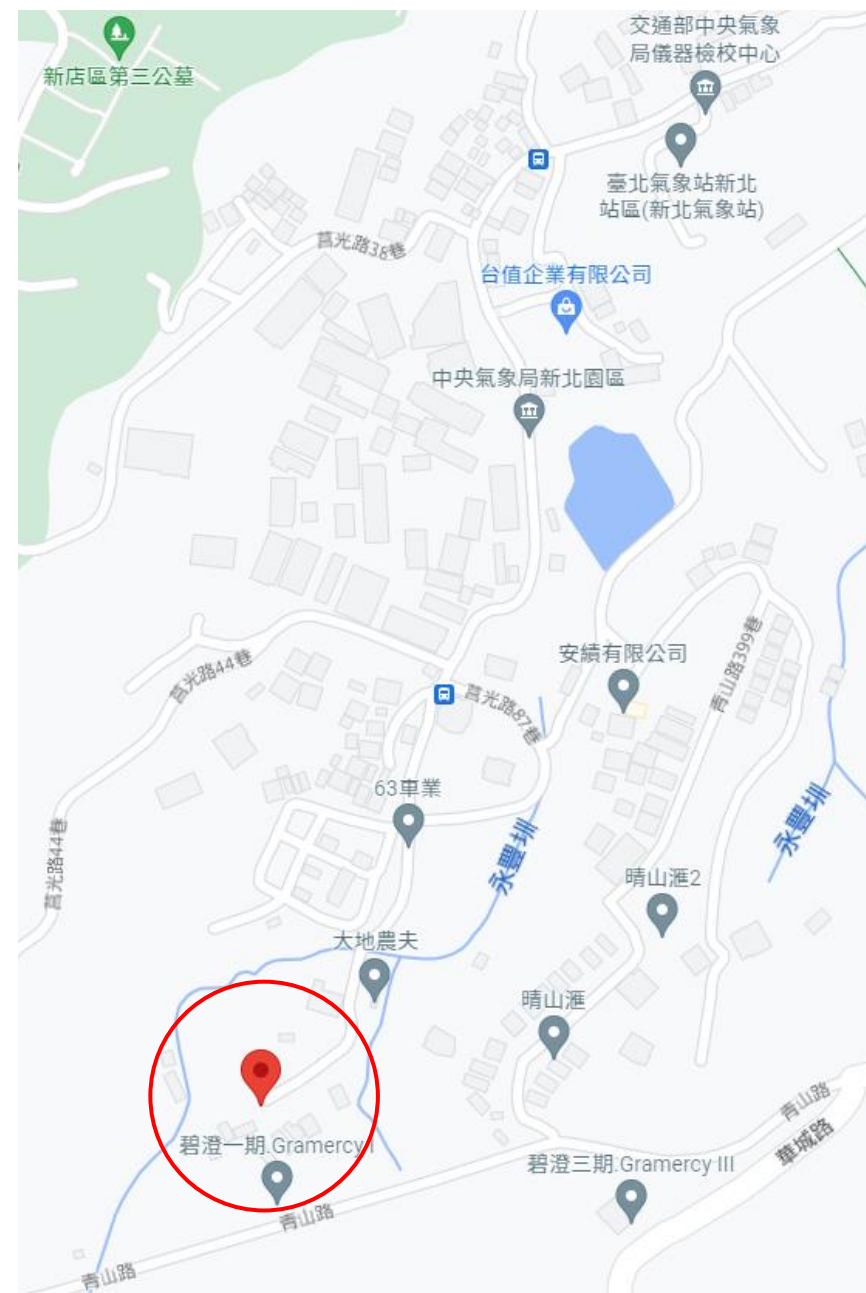 交通部中央氣象
局儀器檢校中心
新店區第三公墓
臺北氣象站新北
站區(新北氣象站)
莒光路38巷
台值企業有限公司
中央氣象局新北園區
安績有限公司
青山路399巷
莒光路44巷
莒光路87巷
63車業
永豐圳
永豐圳
莒光路44巷
晴山滙2
大地農夫
晴山滙
青山路
華城路
碧澄一期.Gramercy I
碧澄三期.Gramercy III
青山路
青山路